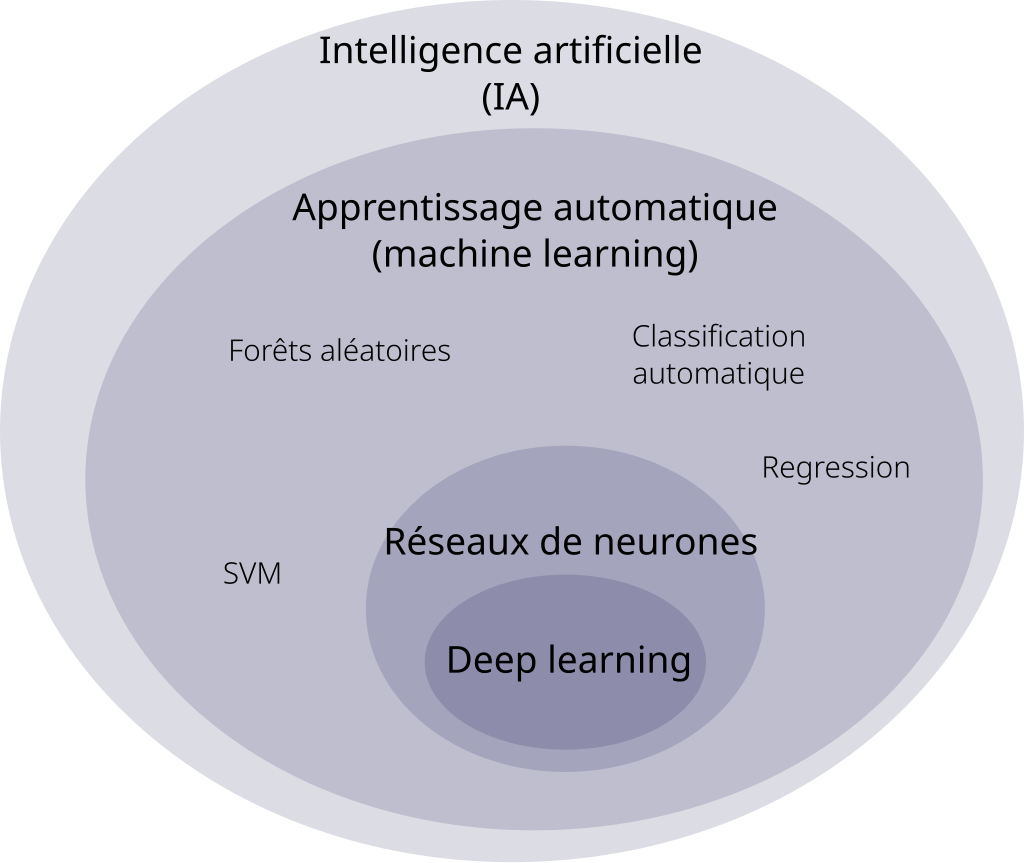 Intelligence artificielle
(IA)
Apprentissage automatique
(machine learning)
Forêts aléatoires
Classification
automatique
Regression
Réseaux de neurones
SVM
Deep learning